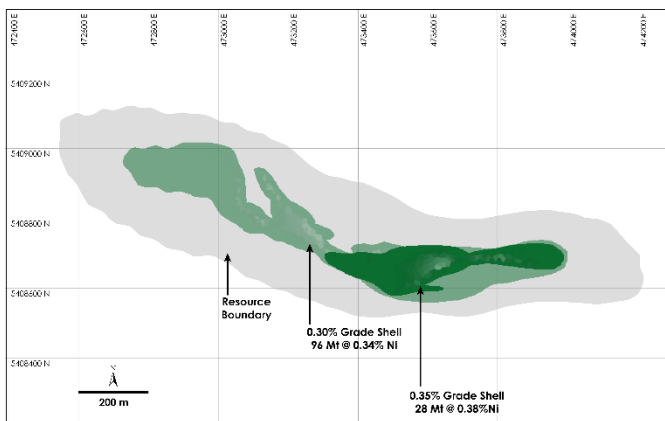 472400 E
472600 E
472800 E
473000 E
473200 E
473400 E
473600 E
473800 E
474000 E
474200 E
5409200 N
5409000 N
5408800 N
5408600 N
5408400 N
Resource
Boundary
0.30% Grade Shell
96 Mt @ 0.34% Ni
0.35% Grade Shell
28 Mt @ 0.38%Ni
N
200 m